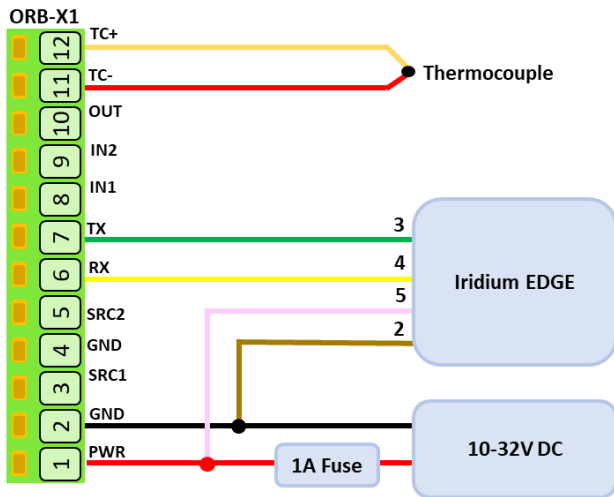 ORB-X1
12 TC+
Thermocouple
11 TC-
10 OUT
9 IN2
8 IN1
7 TX 3
6 RX 4
Iridium EDGE
5 SRC2 5
4 GND 2
3 SRC1
2 GND
10-32V DC
1 PWR
1A Fuse